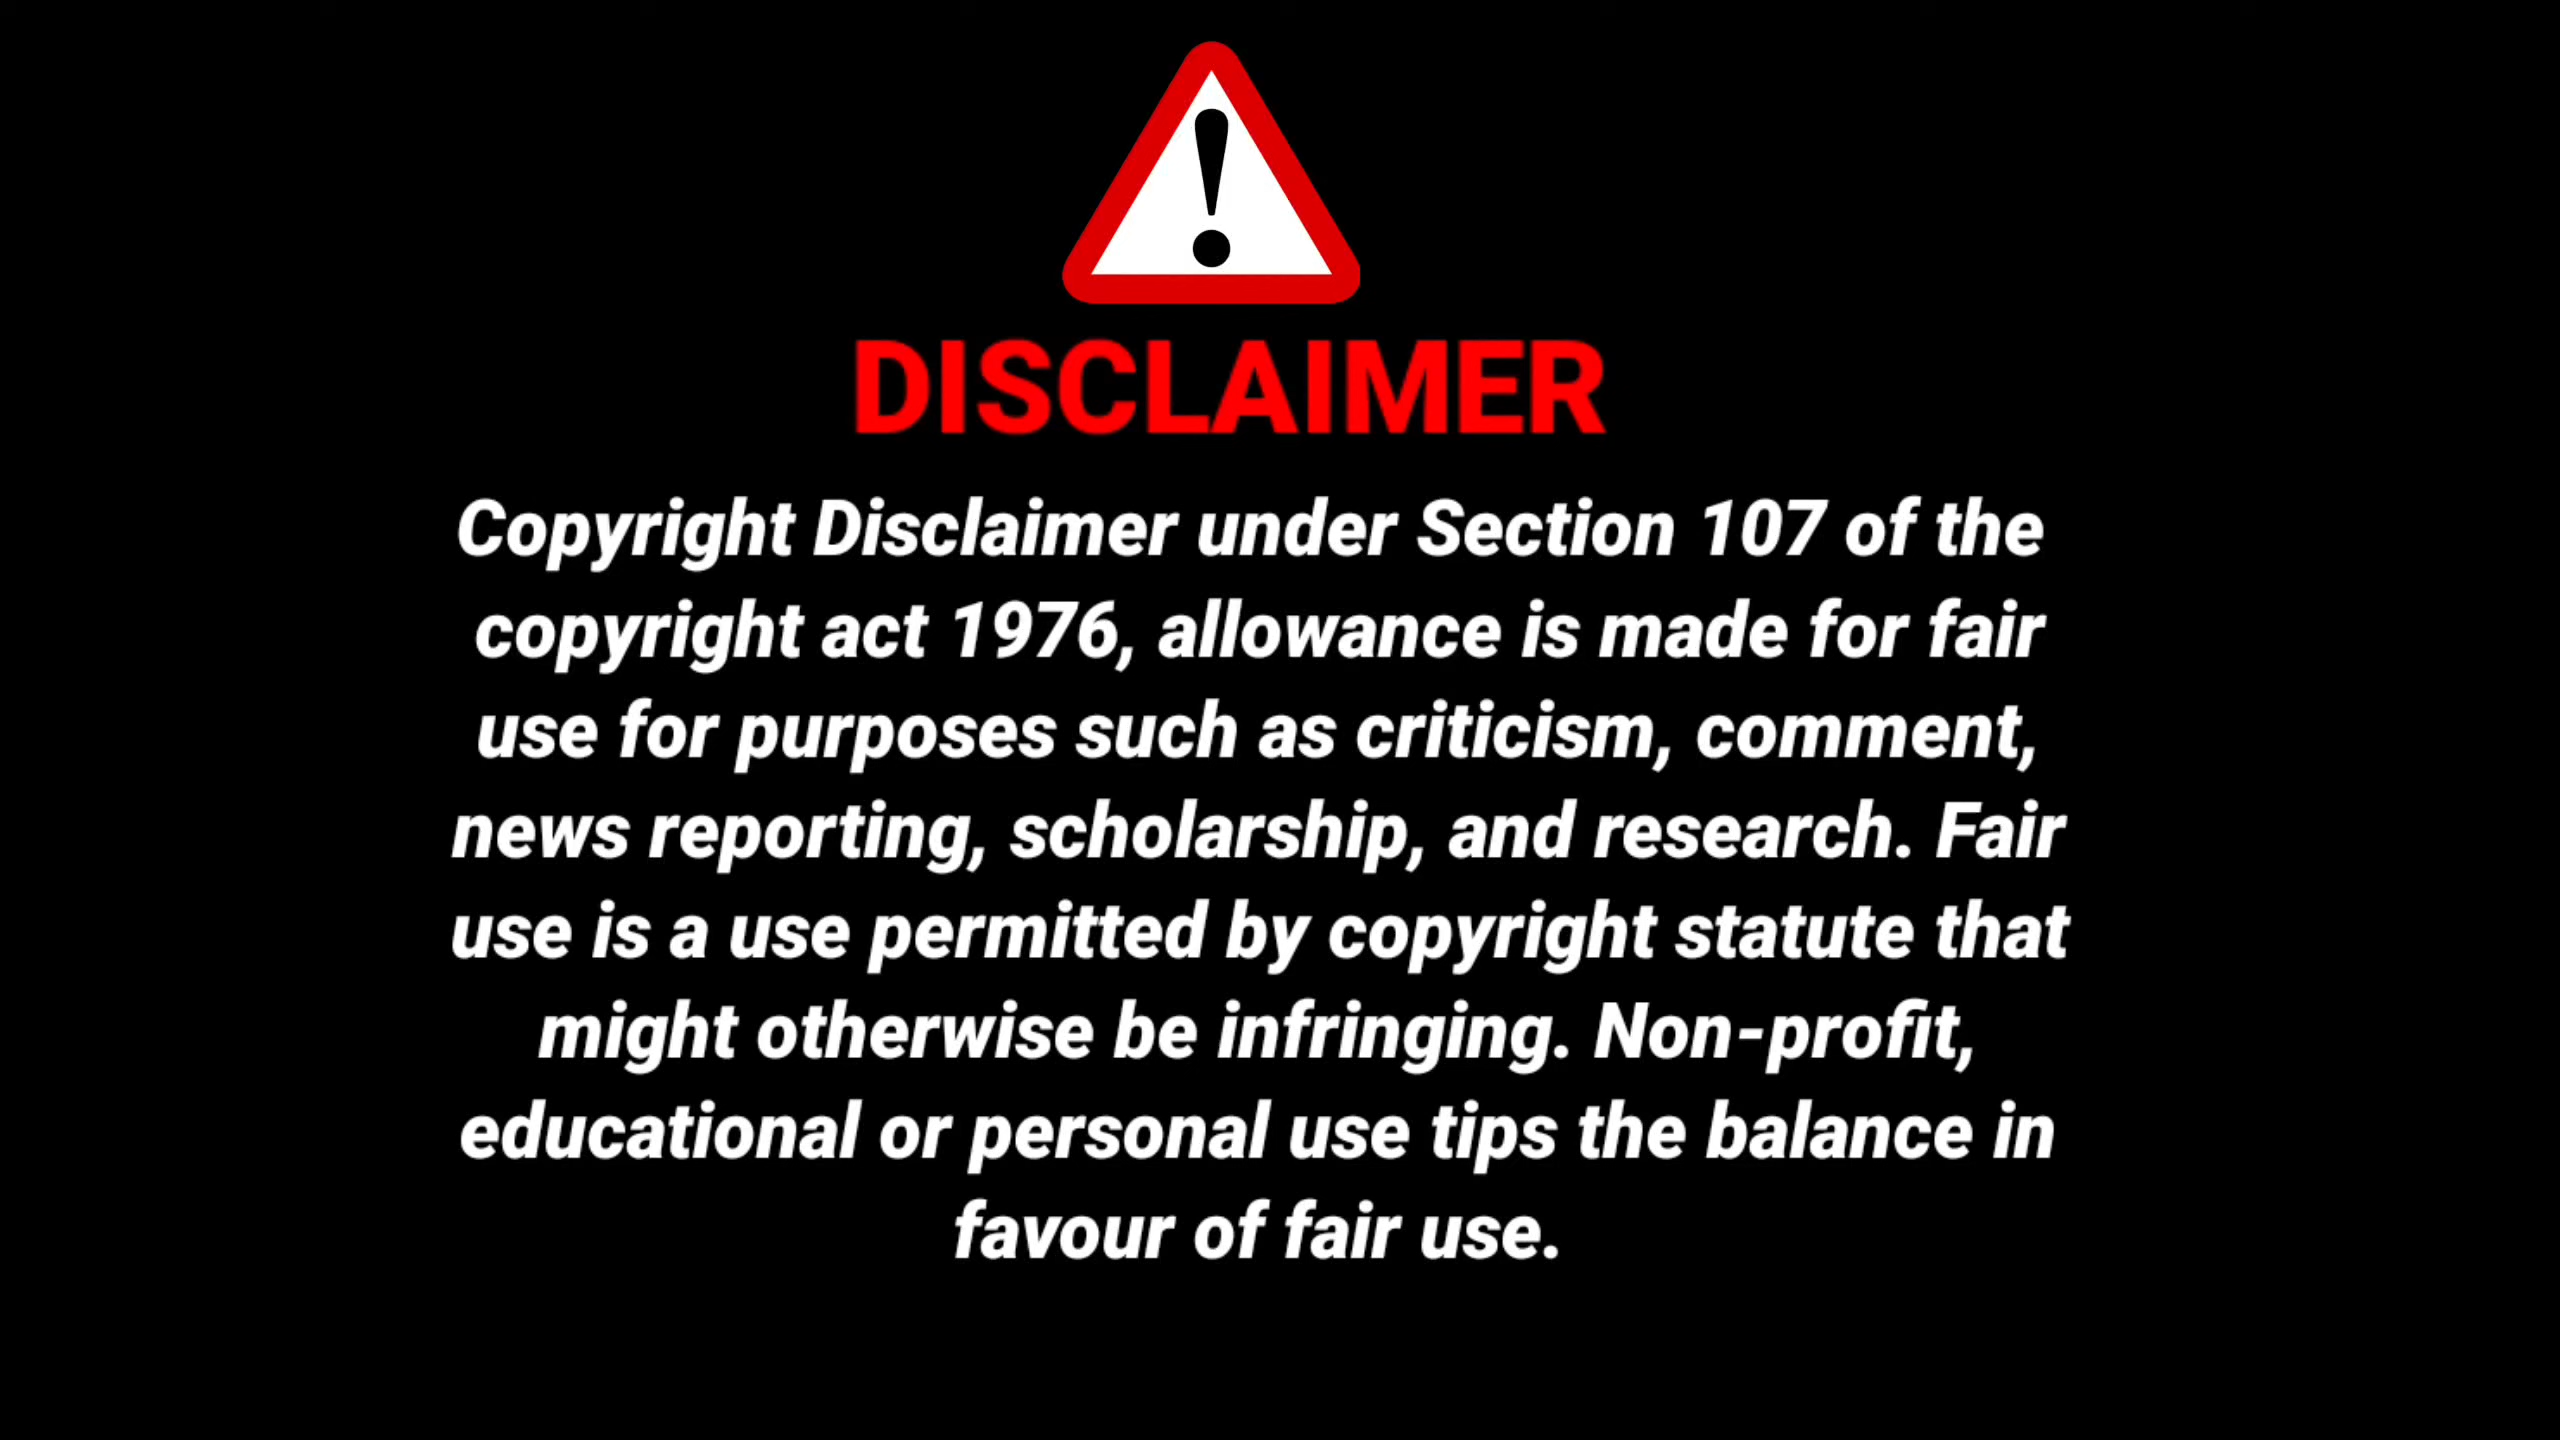 !
DISCLAIMER
Copyright Disclaimer under Section 107 of the
copyright act 1976, allowance is made for fair
use for purposes such as criticism, comment,
news reporting, scholarship, and research. Fair
use is a use permitted by copyright statute that
might otherwise be infringing. Non-profit,
educational or personal use tips the balance in
favour of fair use.